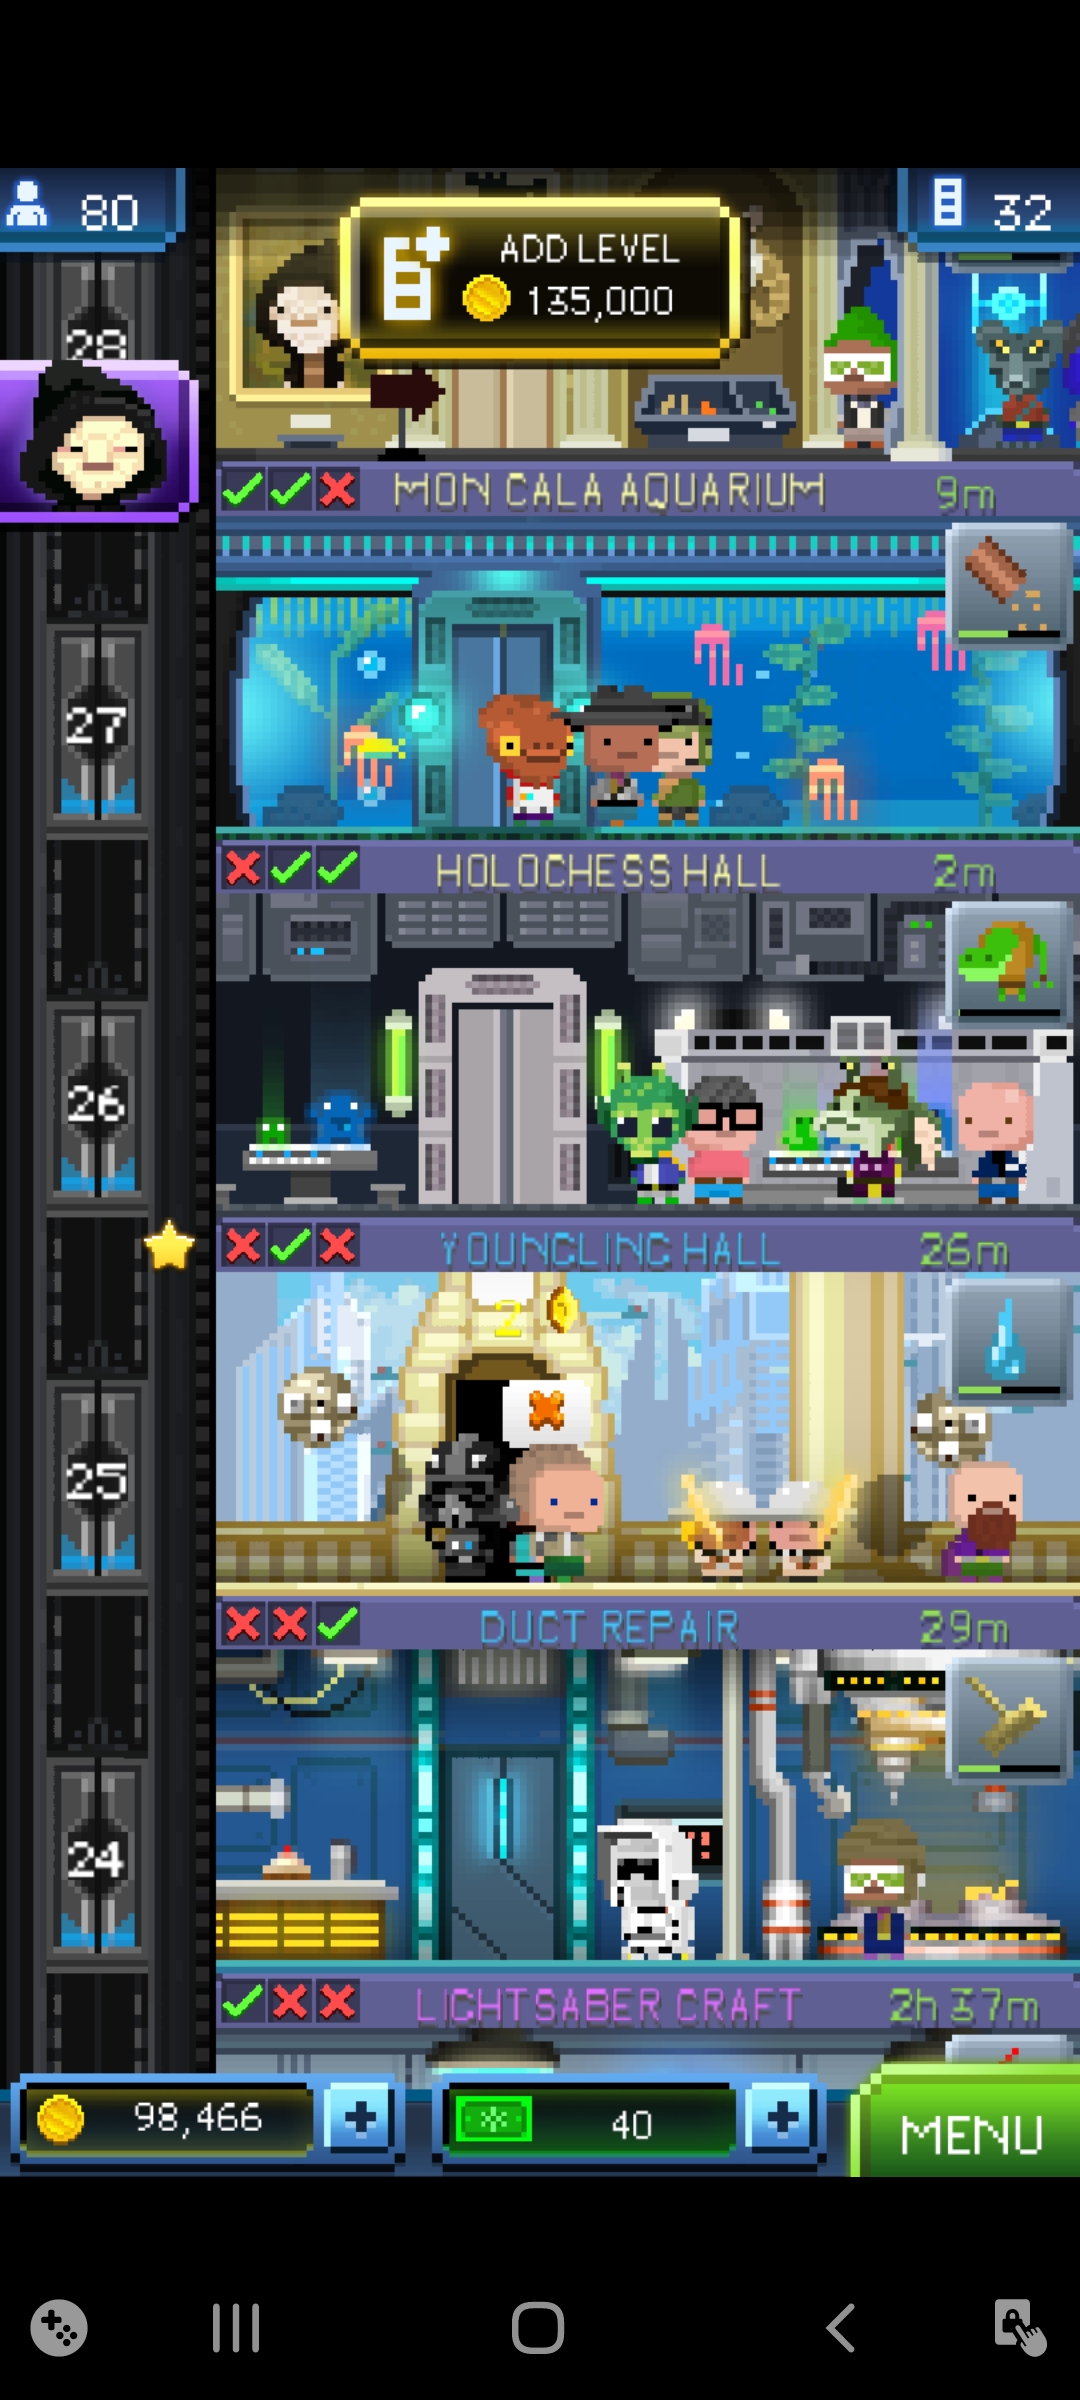 80
ADD LEVEL
135,000
32
28
MON CALA AQUARIUM 9m
27
HOLOCHESS HALL 2m
26
YOUNGLING HALL 26m
2
25
DUCT REPAIR 29m
24
LIGHTSABER CRAFT 2h 37m
98,466 + 40 + MENU